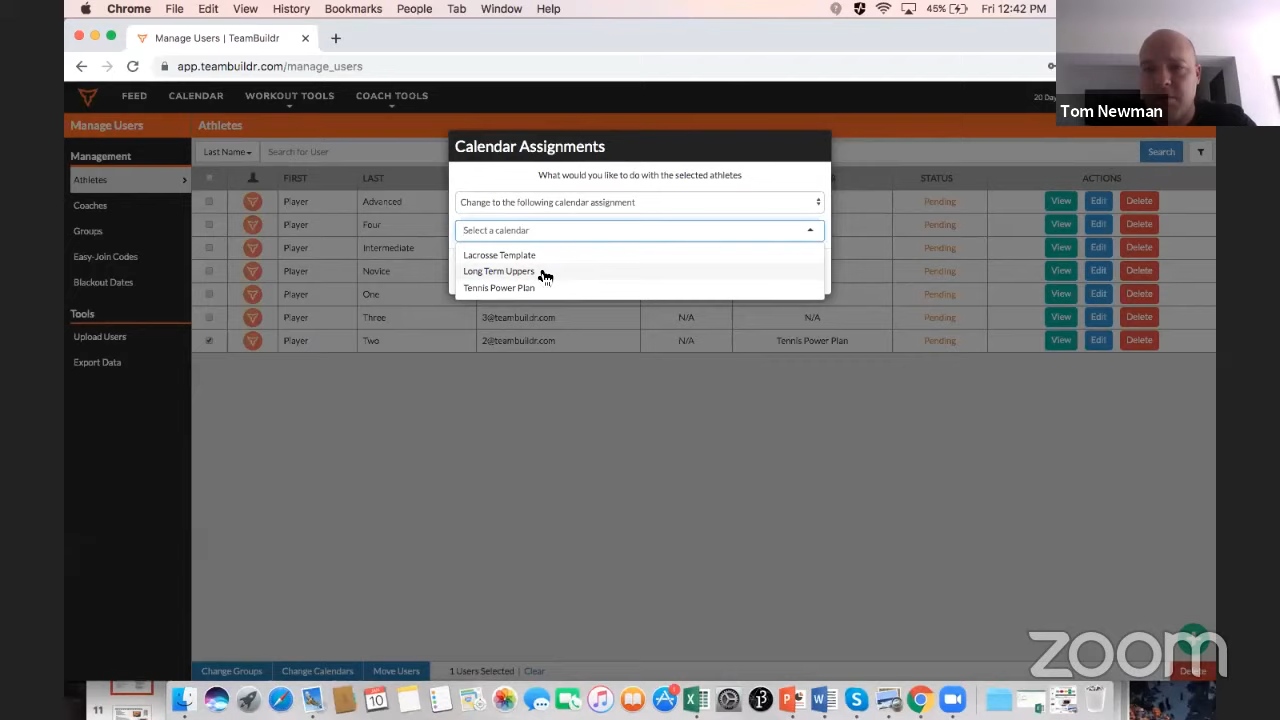 Chrome File Edit View History Bookmarks People Tab Window Help 45% Fri 12:42 PM
Manage Users | TeamBuildr
app.teambuildr.com/manage_users
FEED CALENDAR WORKOUT TOOLS COACH TOOLS 20 Day
Tom Newman
Manage Users Athletes
Calendar Assignments
Management
Last Name Search for User Search
What would you like to do with the selected athletes
Athletes FIRST LAST STATUS ACTIONS
Change to the following calendar assignment
Player Advanced Pending View Edit Delete
Coaches
Player Four Pending View Edit Delete
Groups
Select a calendar
Player Intermediate Pending View Edit Delete
Easy-Join Codes
Lacrosse Template
Player Novice Pending View Edit Delete
Long Term Uppers
Blackout Dates
Tennis Power Plan
Player One Pending View Edit Delete
Tools
Player Three 3@teambuildr.com N/A N/A Pending View Edit Delete
Upload Users
Player Two 2@teambuildr.com N/A Tennis Power Plan Pending View Edit Delete
Export Data
zoom
Change Groups Change Calendars Move Users 1 Users Selected | Clear Delete
10
11